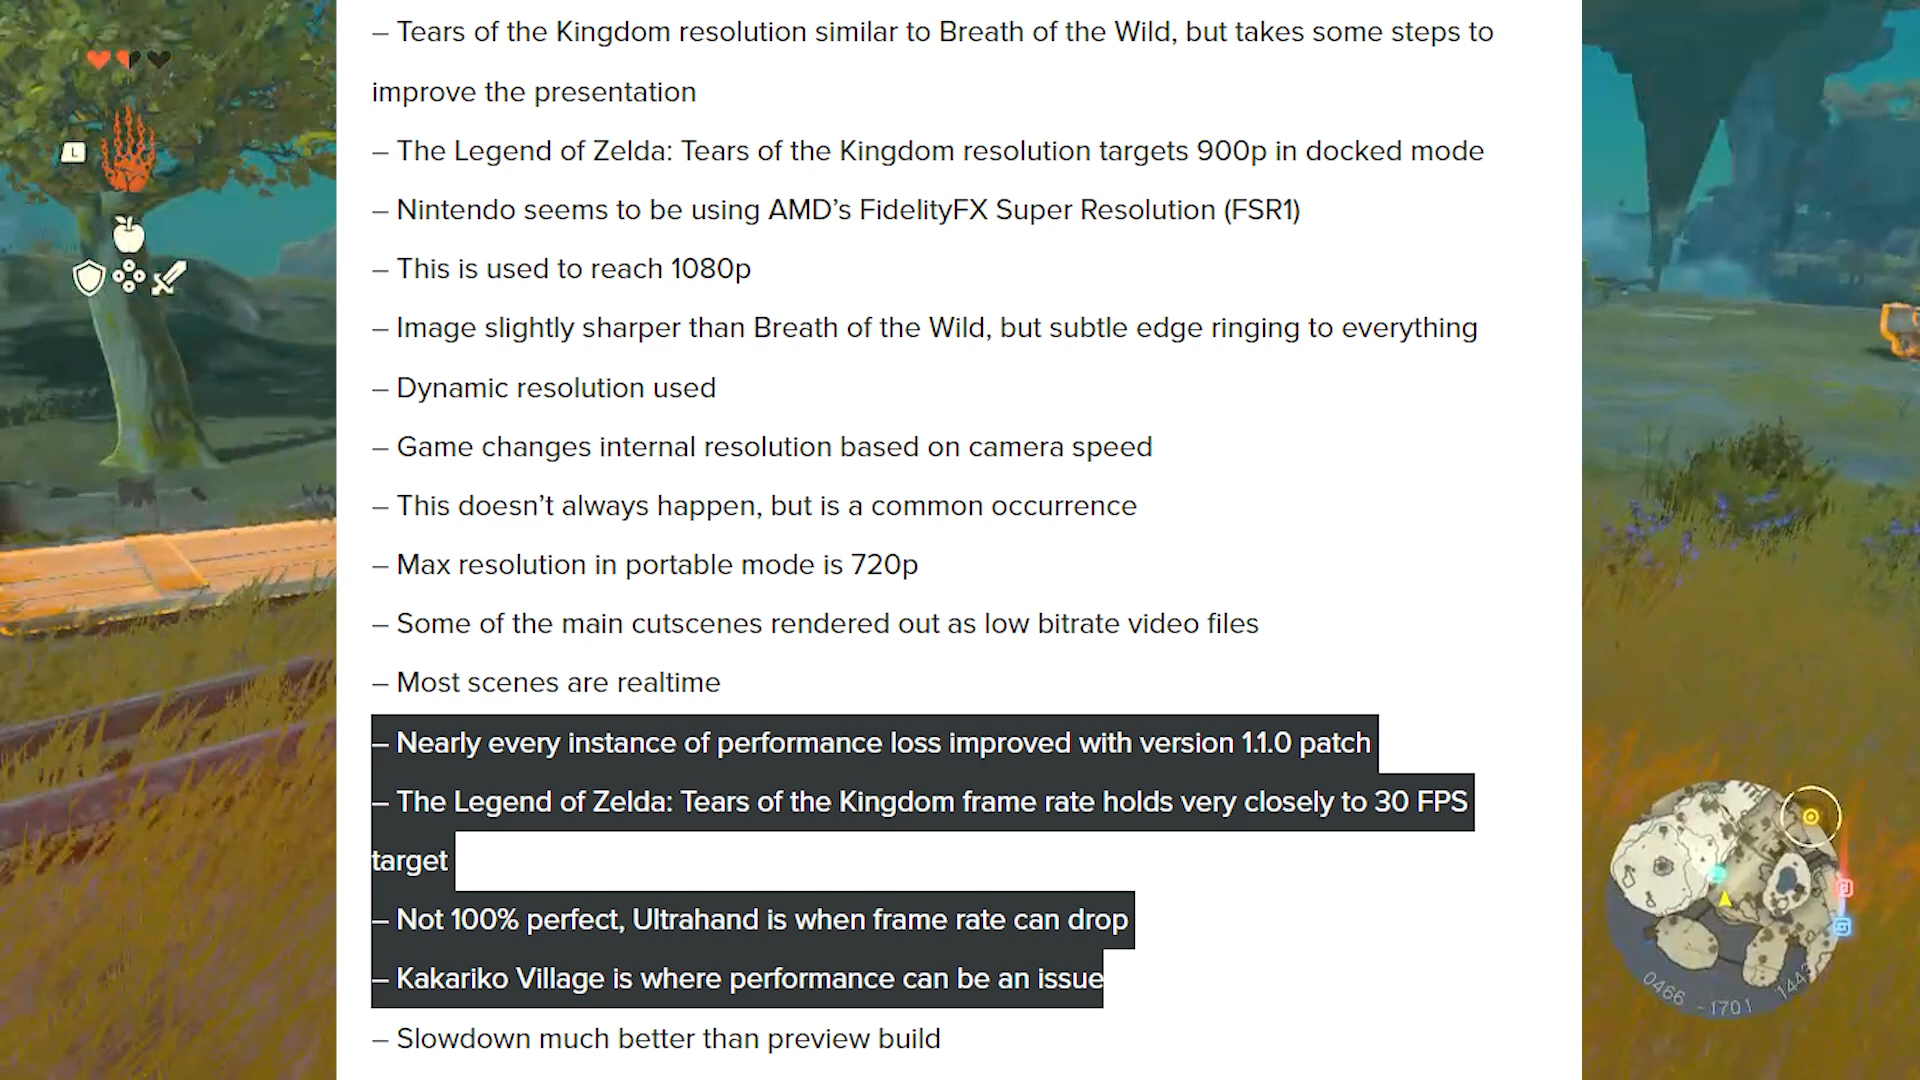 – Tears of the Kingdom resolution similar to Breath of the Wild, but takes some steps to
improve the presentation
– The Legend of Zelda: Tears of the Kingdom resolution targets 900p in docked mode
– Nintendo seems to be using AMD’s FidelityFX Super Resolution (FSR1)
– This is used to reach 1080p
– Image slightly sharper than Breath of the Wild, but subtle edge ringing to everything
– Dynamic resolution used
– Game changes internal resolution based on camera speed
– This doesn’t always happen, but is a common occurrence
– Max resolution in portable mode is 720p
– Some of the main cutscenes rendered out as low bitrate video files
– Most scenes are realtime
– Nearly every instance of performance loss improved with version 1.1.0 patch
– The Legend of Zelda: Tears of the Kingdom frame rate holds very closely to 30 FPS
target
– Not 100% perfect, Ultrahand is when frame rate can drop
– Kakariko Village is where performance can be an issue
– Slowdown much better than preview build
L
0466 -1701